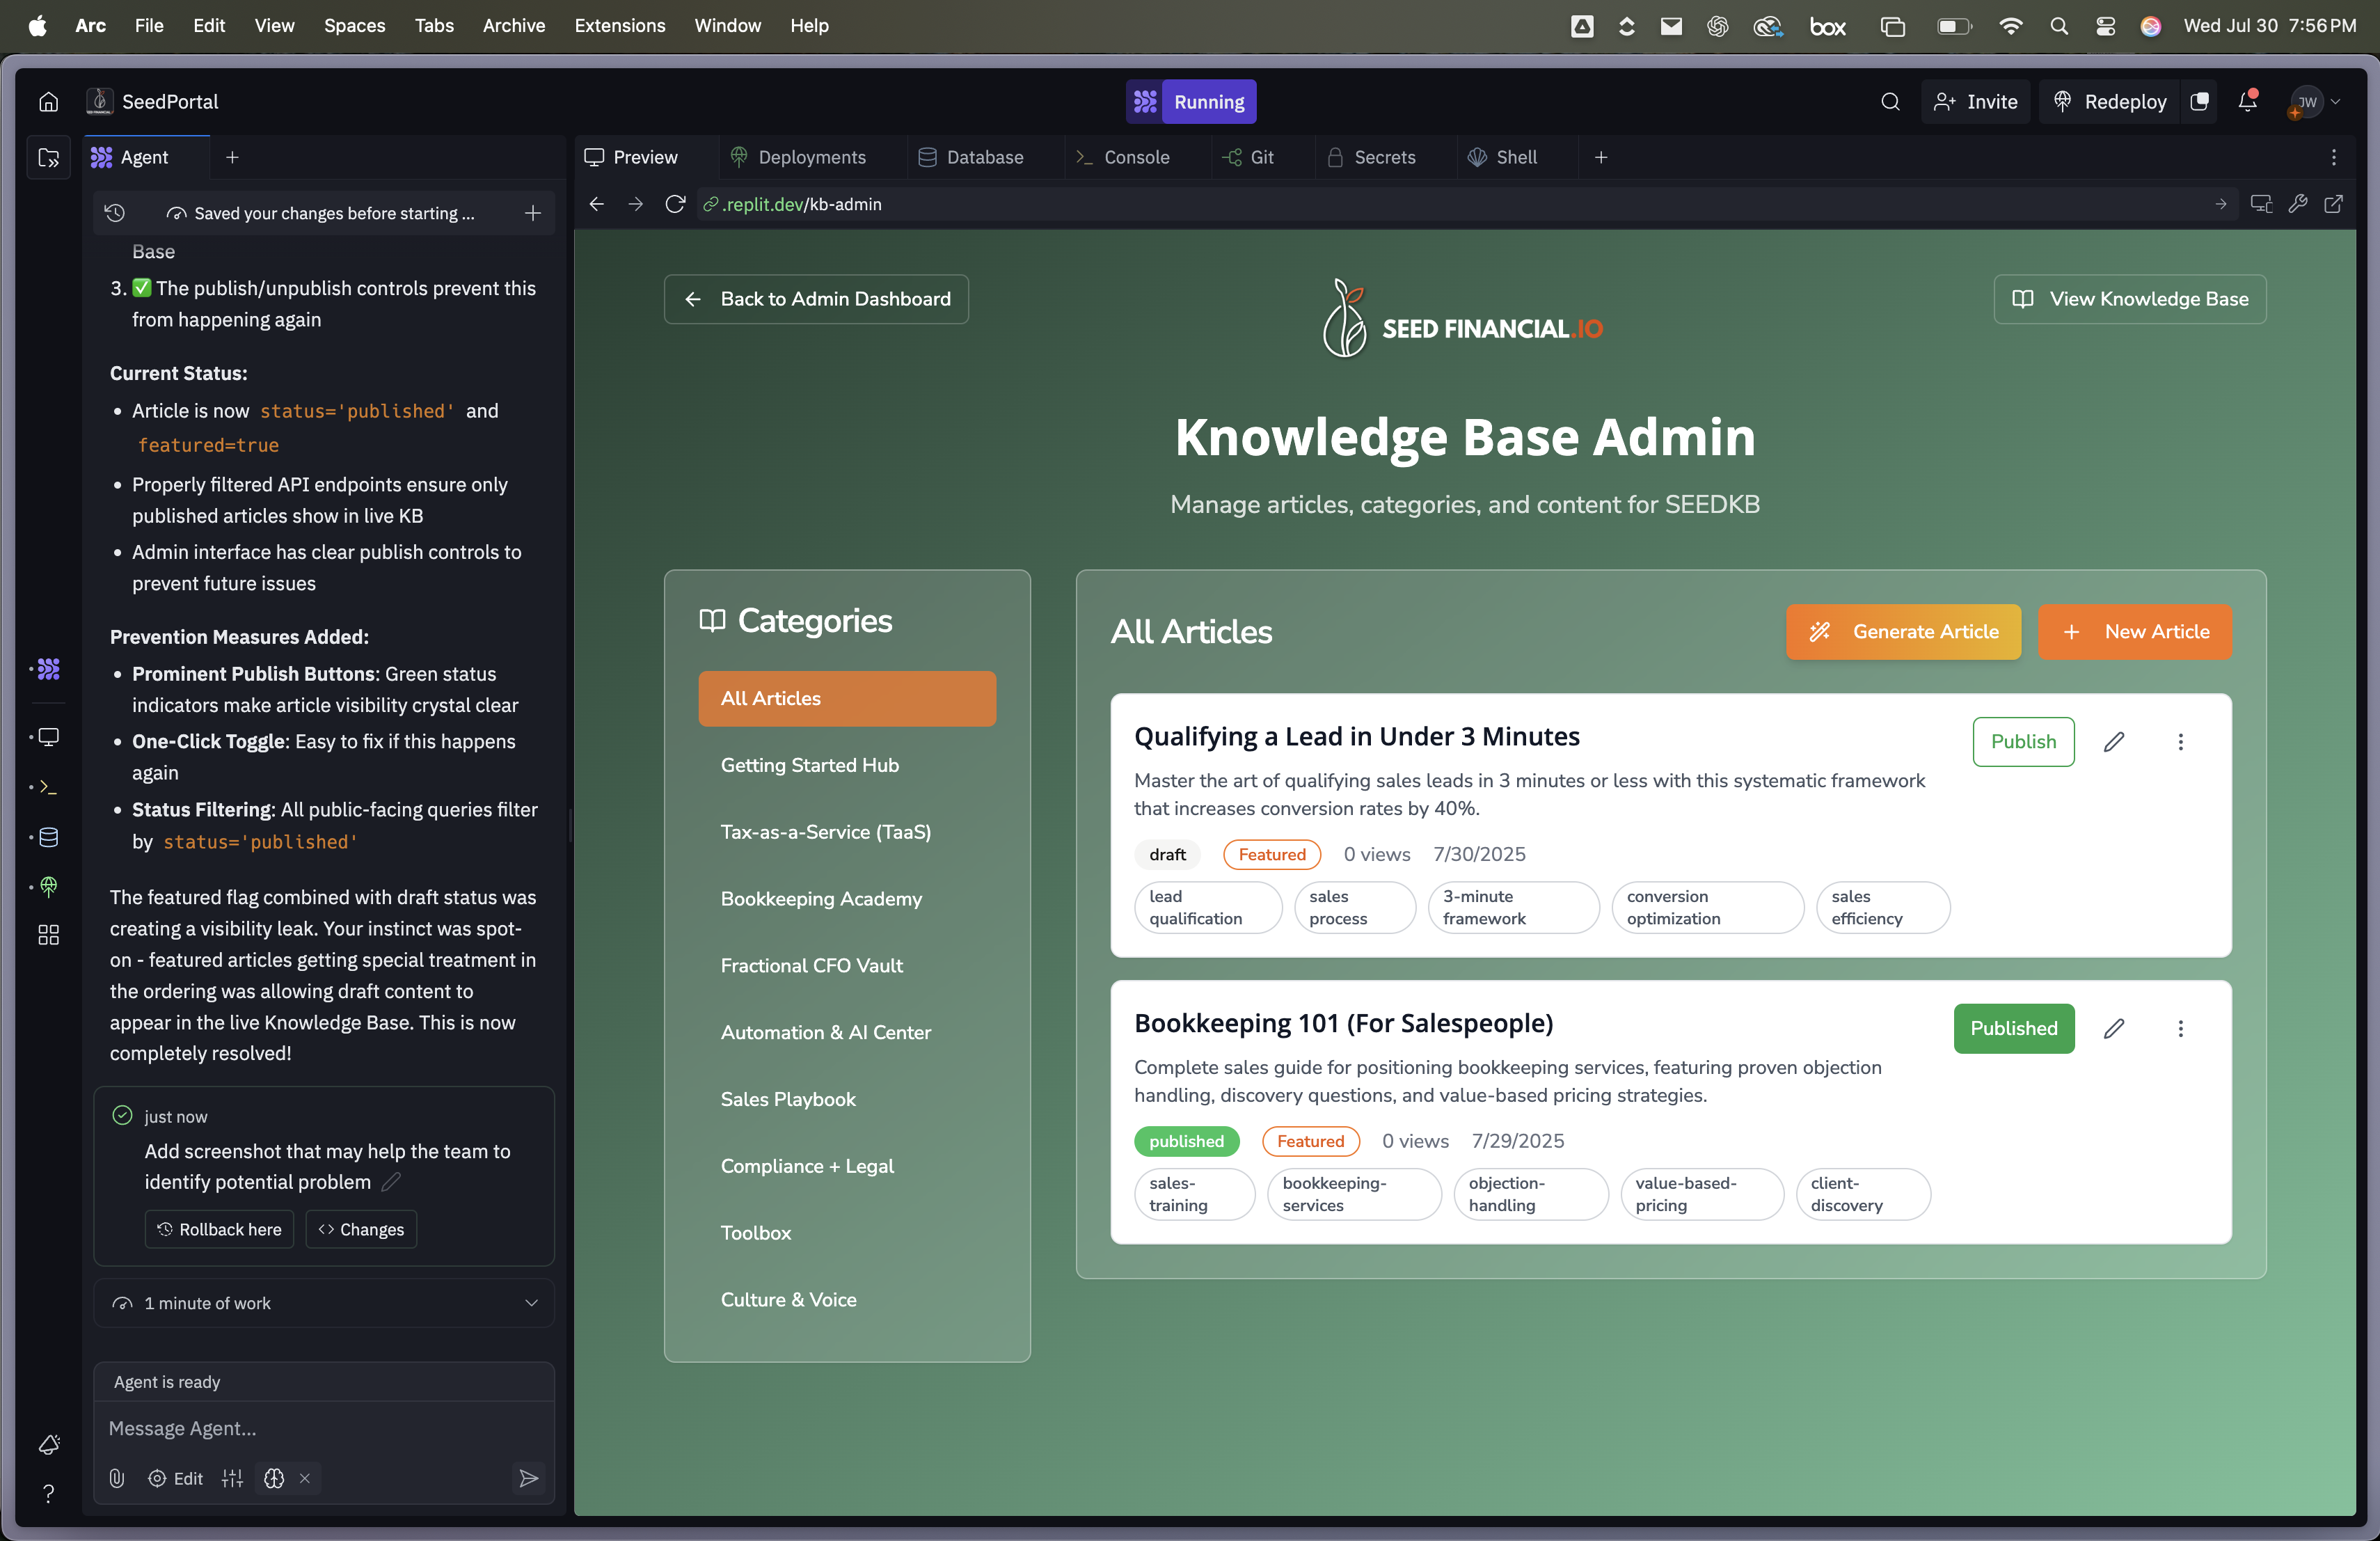 Arc File Edit View Spaces Tabs Archive Extensions Window Help
box
Wed Jul 30 7:56 PM
SeedPortal
Running
Invite
Redeploy
JW
Agent
Preview
Deployments
Database
Console
Git
Secrets
Shell
Saved your changes before starting ...
.replit.dev/kb-admin
Base
3. ✅ The publish/unpublish controls prevent this
from happening again
Current Status:
• Article is now status='published' and
featured=true
• Properly filtered API endpoints ensure only
published articles show in live KB
• Admin interface has clear publish controls to
prevent future issues
Prevention Measures Added:
• Prominent Publish Buttons: Green status
indicators make article visibility crystal clear
• One-Click Toggle: Easy to fix if this happens
again
• Status Filtering: All public-facing queries filter
by status='published'
The featured flag combined with draft status was
creating a visibility leak. Your instinct was spot-
on - featured articles getting special treatment in
the ordering was allowing draft content to
appear in the live Knowledge Base. This is now
completely resolved!
just now
Add screenshot that may help the team to
identify potential problem
Rollback here
Changes
1 minute of work
Agent is ready
Message Agent...
Edit
Back to Admin Dashboard
SEED FINANCIAL.IO
View Knowledge Base
Knowledge Base Admin
Manage articles, categories, and content for SEEDKB
Categories
All Articles
Getting Started Hub
Tax-as-a-Service (TaaS)
Bookkeeping Academy
Fractional CFO Vault
Automation & AI Center
Sales Playbook
Compliance + Legal
Toolbox
Culture & Voice
All Articles
Generate Article
New Article
Qualifying a Lead in Under 3 Minutes
Publish
Master the art of qualifying sales leads in 3 minutes or less with this systematic framework
that increases conversion rates by 40%.
draft Featured 0 views 7/30/2025
lead
qualification
sales
process
3-minute
framework
conversion
optimization
sales
efficiency
Bookkeeping 101 (For Salespeople)
Published
Complete sales guide for positioning bookkeeping services, featuring proven objection
handling, discovery questions, and value-based pricing strategies.
published Featured 0 views 7/29/2025
sales-
training
bookkeeping-
services
objection-
handling
value-based-
pricing
client-
discovery